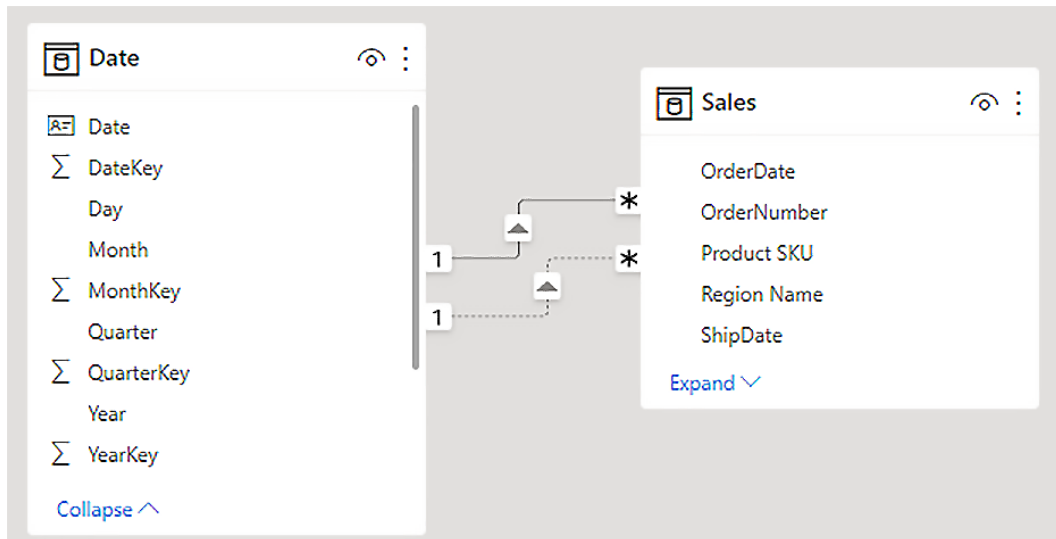 Date
Date
DateKey
Day
Month
MonthKey
Quarter
QuarterKey
Year
YearKey
Collapse
1
*
1
*
Sales
OrderDate
OrderNumber
Product SKU
Region Name
ShipDate
Expand